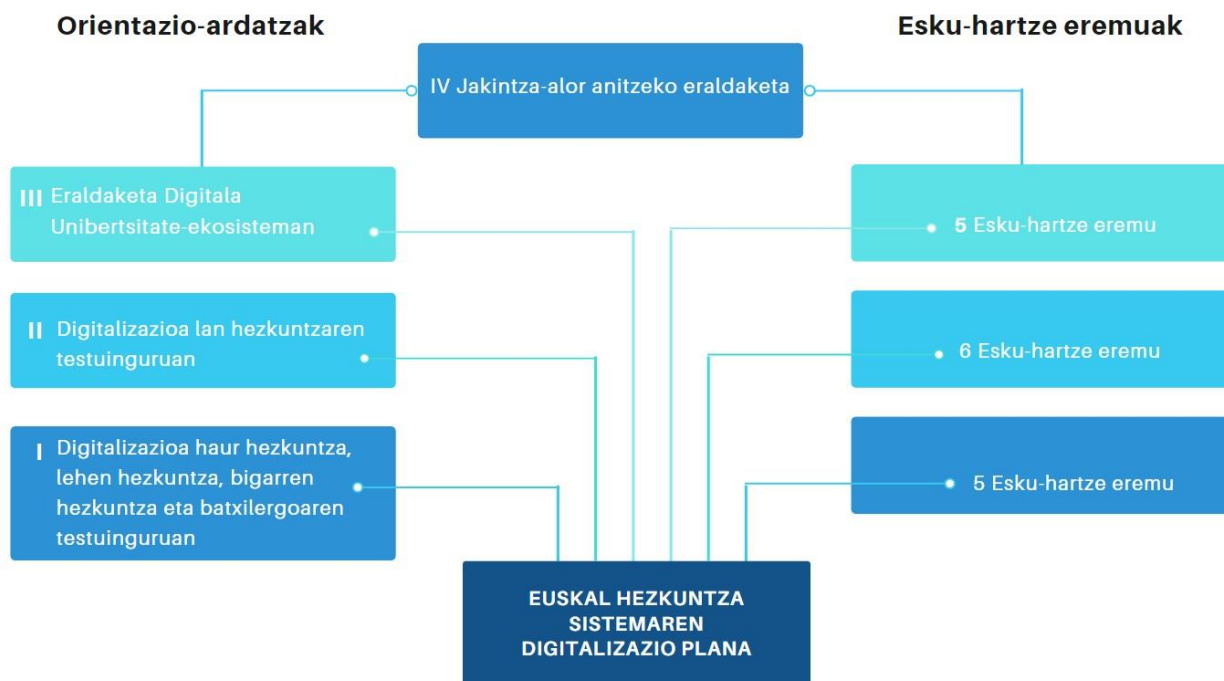 Orientazio-ardatzak
Esku-hartze eremuak
IV Jakintza-alor anitzeko eraldaketa
III Eraldaketa Digitala
Unibertsitate-ekosisteman
5 Esku-hartze eremu
II Digitalizazioa lan hezkuntzaren
testuinguruan
6 Esku-hartze eremu
I Digitalizazioa haur hezkuntza,
lehen hezkuntza, bigarren
hezkuntza eta batxilergoaren
testuinguruan
5 Esku-hartze eremu
EUSKAL HEZKUNTZA
SISTEMAREN
DIGITALIZAZIO PLANA